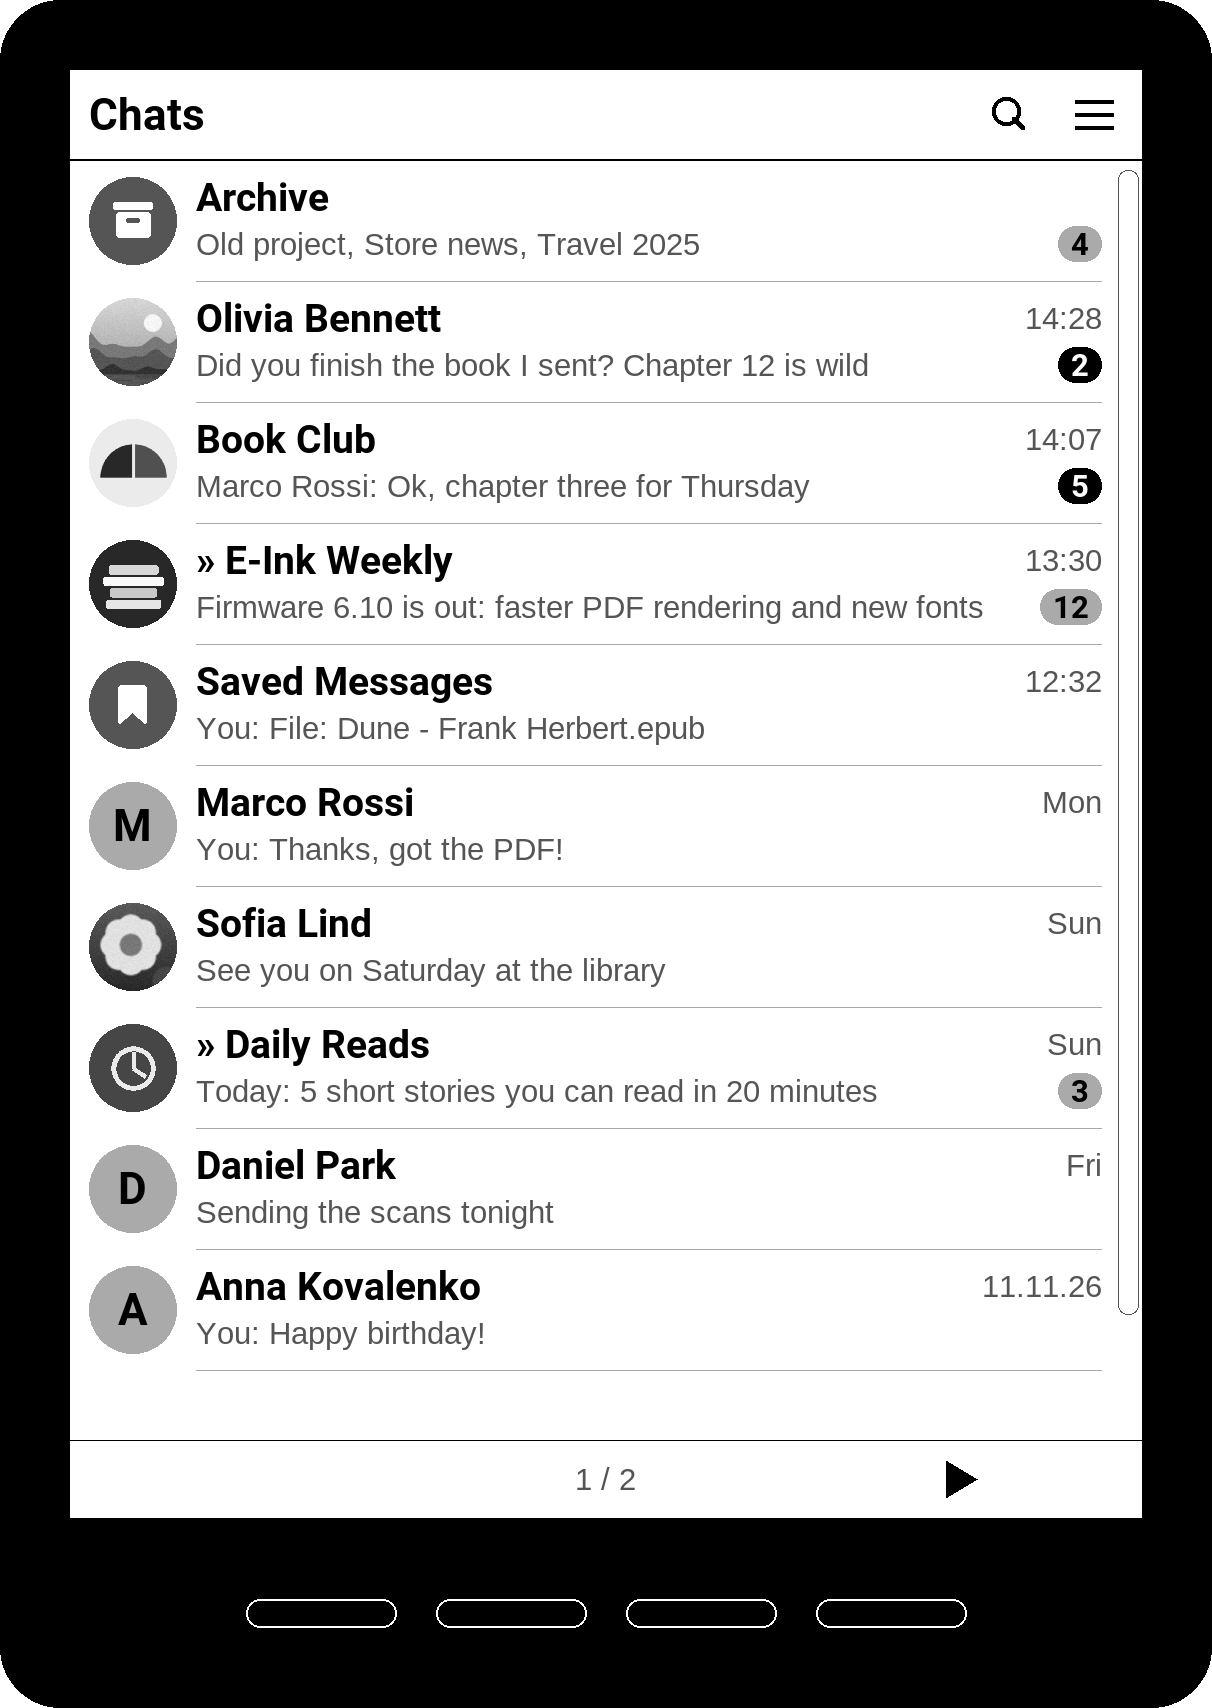 Chats
Archive
Old project, Store news, Travel 2025
4
Olivia Bennett
14:28
Did you finish the book I sent? Chapter 12 is wild
2
Book Club
14:07
Marco Rossi: Ok, chapter three for Thursday
5
» E-Ink Weekly
13:30
Firmware 6.10 is out: faster PDF rendering and new fonts
12
Saved Messages
12:32
You: File: Dune - Frank Herbert.epub
M
Marco Rossi
Mon
You: Thanks, got the PDF!
Sofia Lind
Sun
See you on Saturday at the library
» Daily Reads
Sun
Today: 5 short stories you can read in 20 minutes
3
D
Daniel Park
Fri
Sending the scans tonight
A
Anna Kovalenko
11.11.26
You: Happy birthday!
1 / 2